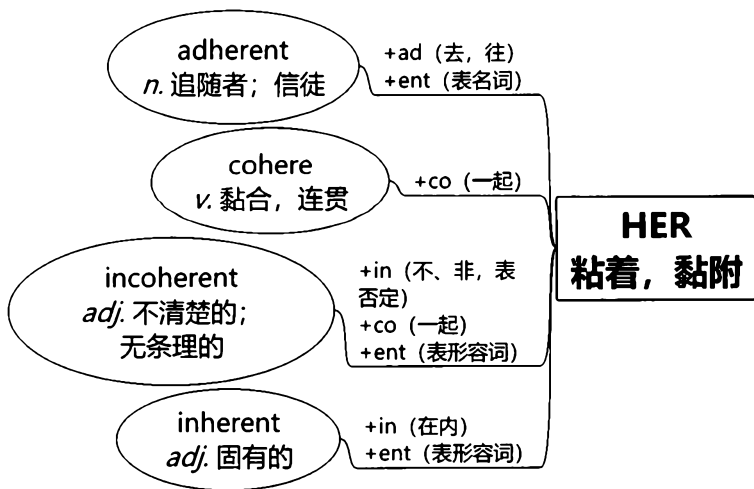 adherent
n. 追随者；信徒
+ad（去，往）
+ent（表名词）
cohere
v. 黏合，连贯
+co（一起）
HER
粘着，黏附
incoherent
adj. 不清楚的；
无条理的
+in（不、非，表
否定）
+co（一起）
+ent（表形容词）
inherent
adj. 固有的
+in（在内）
+ent（表形容词）